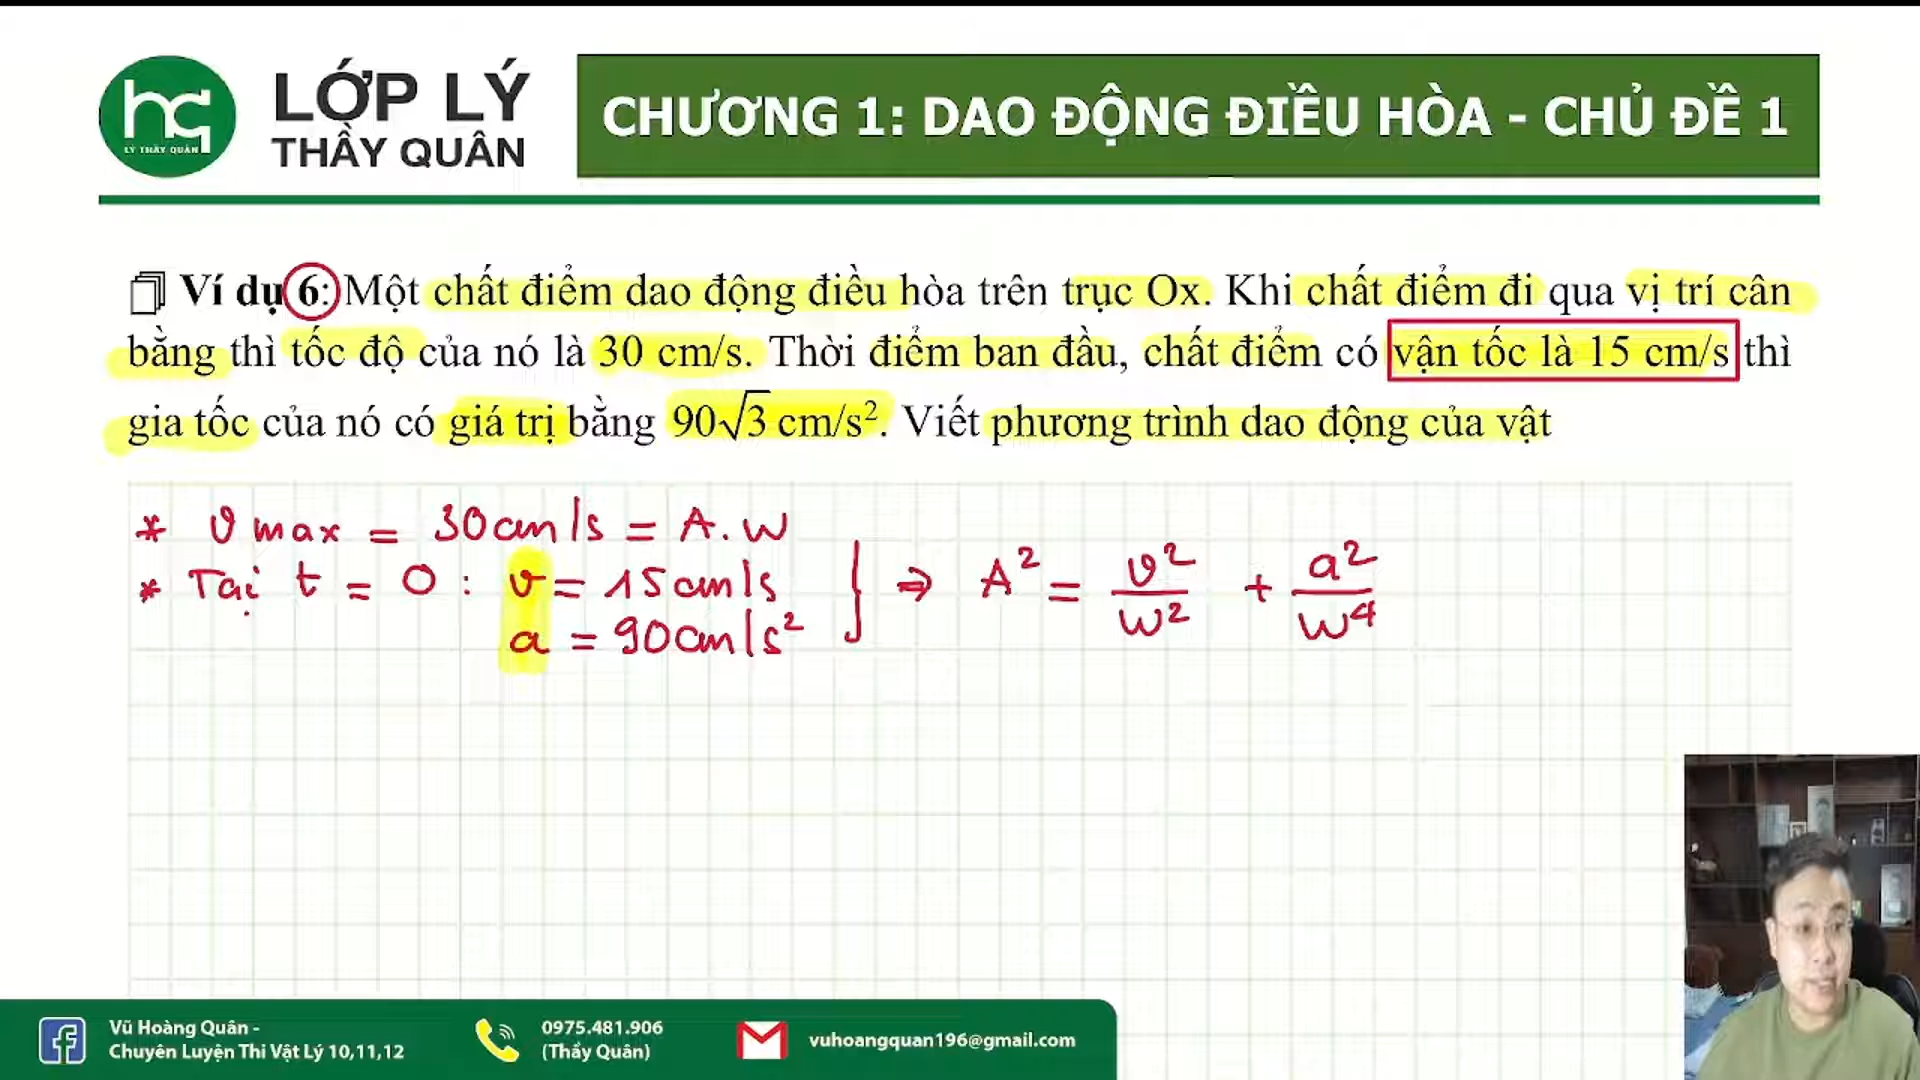 hq
LÝ THẦY QUÂN
LỚP LÝ
THẦY QUÂN
CHƯƠNG 1: DAO ĐỘNG ĐIỀU HÒA - CHỦ ĐỀ 1
Ví dụ 6: Một chất điểm dao động điều hòa trên trục Ox. Khi chất điểm đi qua vị trí cân
bằng thì tốc độ của nó là 30 cm/s. Thời điểm ban đầu, chất điểm có vận tốc là 15 cm/s thì
gia tốc của nó có giá trị bằng 90√3 cm/s². Viết phương trình dao động của vật
* vmax = 30cm/s = A.W
* Tại t = 0 : v = 15cm/s
a = 90cm/s²
} ⇒ A² = v²/W² + a²/W⁴
Vũ Hoàng Quân -
Chuyên Luyện Thi Vật Lý 10,11,12
0975.481.906
(Thầy Quân)
vuhoangquan196@gmail.com